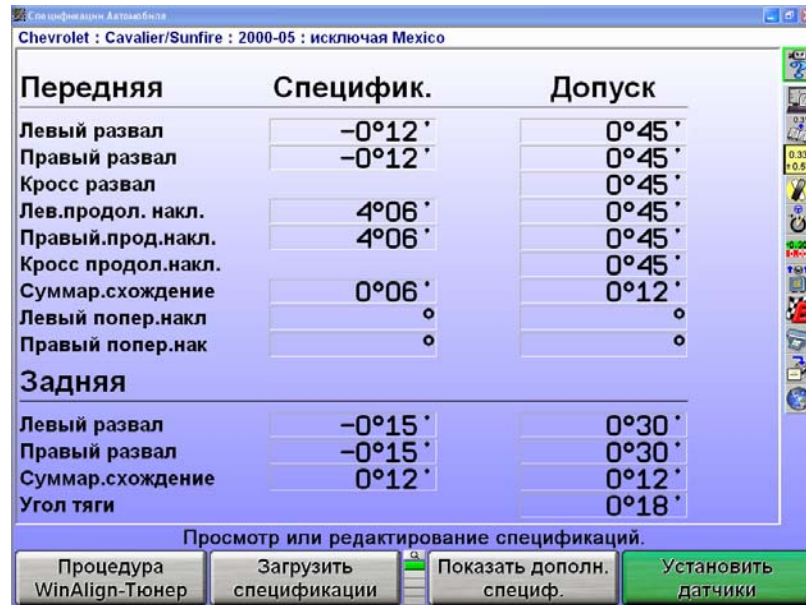 Спецификации Автомобиля
Chevrolet : Cavalier/Sunfire : 2000-05 : исключая Mexico
Передняя Специфик. Допуск
Левый развал −0°12' 0°45'
Правый развал −0°12' 0°45'
Кросс развал 0°45'
Лев.продол. накл. 4°06' 0°45'
Правый.прод.накл. 4°06' 0°45'
Кросс продол.накл. 0°45'
Суммар.схождение 0°06' 0°12'
Левый попер.накл ° °
Правый попер.нак ° °
Задняя
Левый развал −0°15' 0°30'
Правый развал −0°15' 0°30'
Суммар.схождение 0°12' 0°12'
Угол тяги 0°18'
Просмотр или редактирование спецификаций.
Процедура WinAlign-Тюнер
Загрузить спецификации
Показать дополн. специф.
Установить датчики